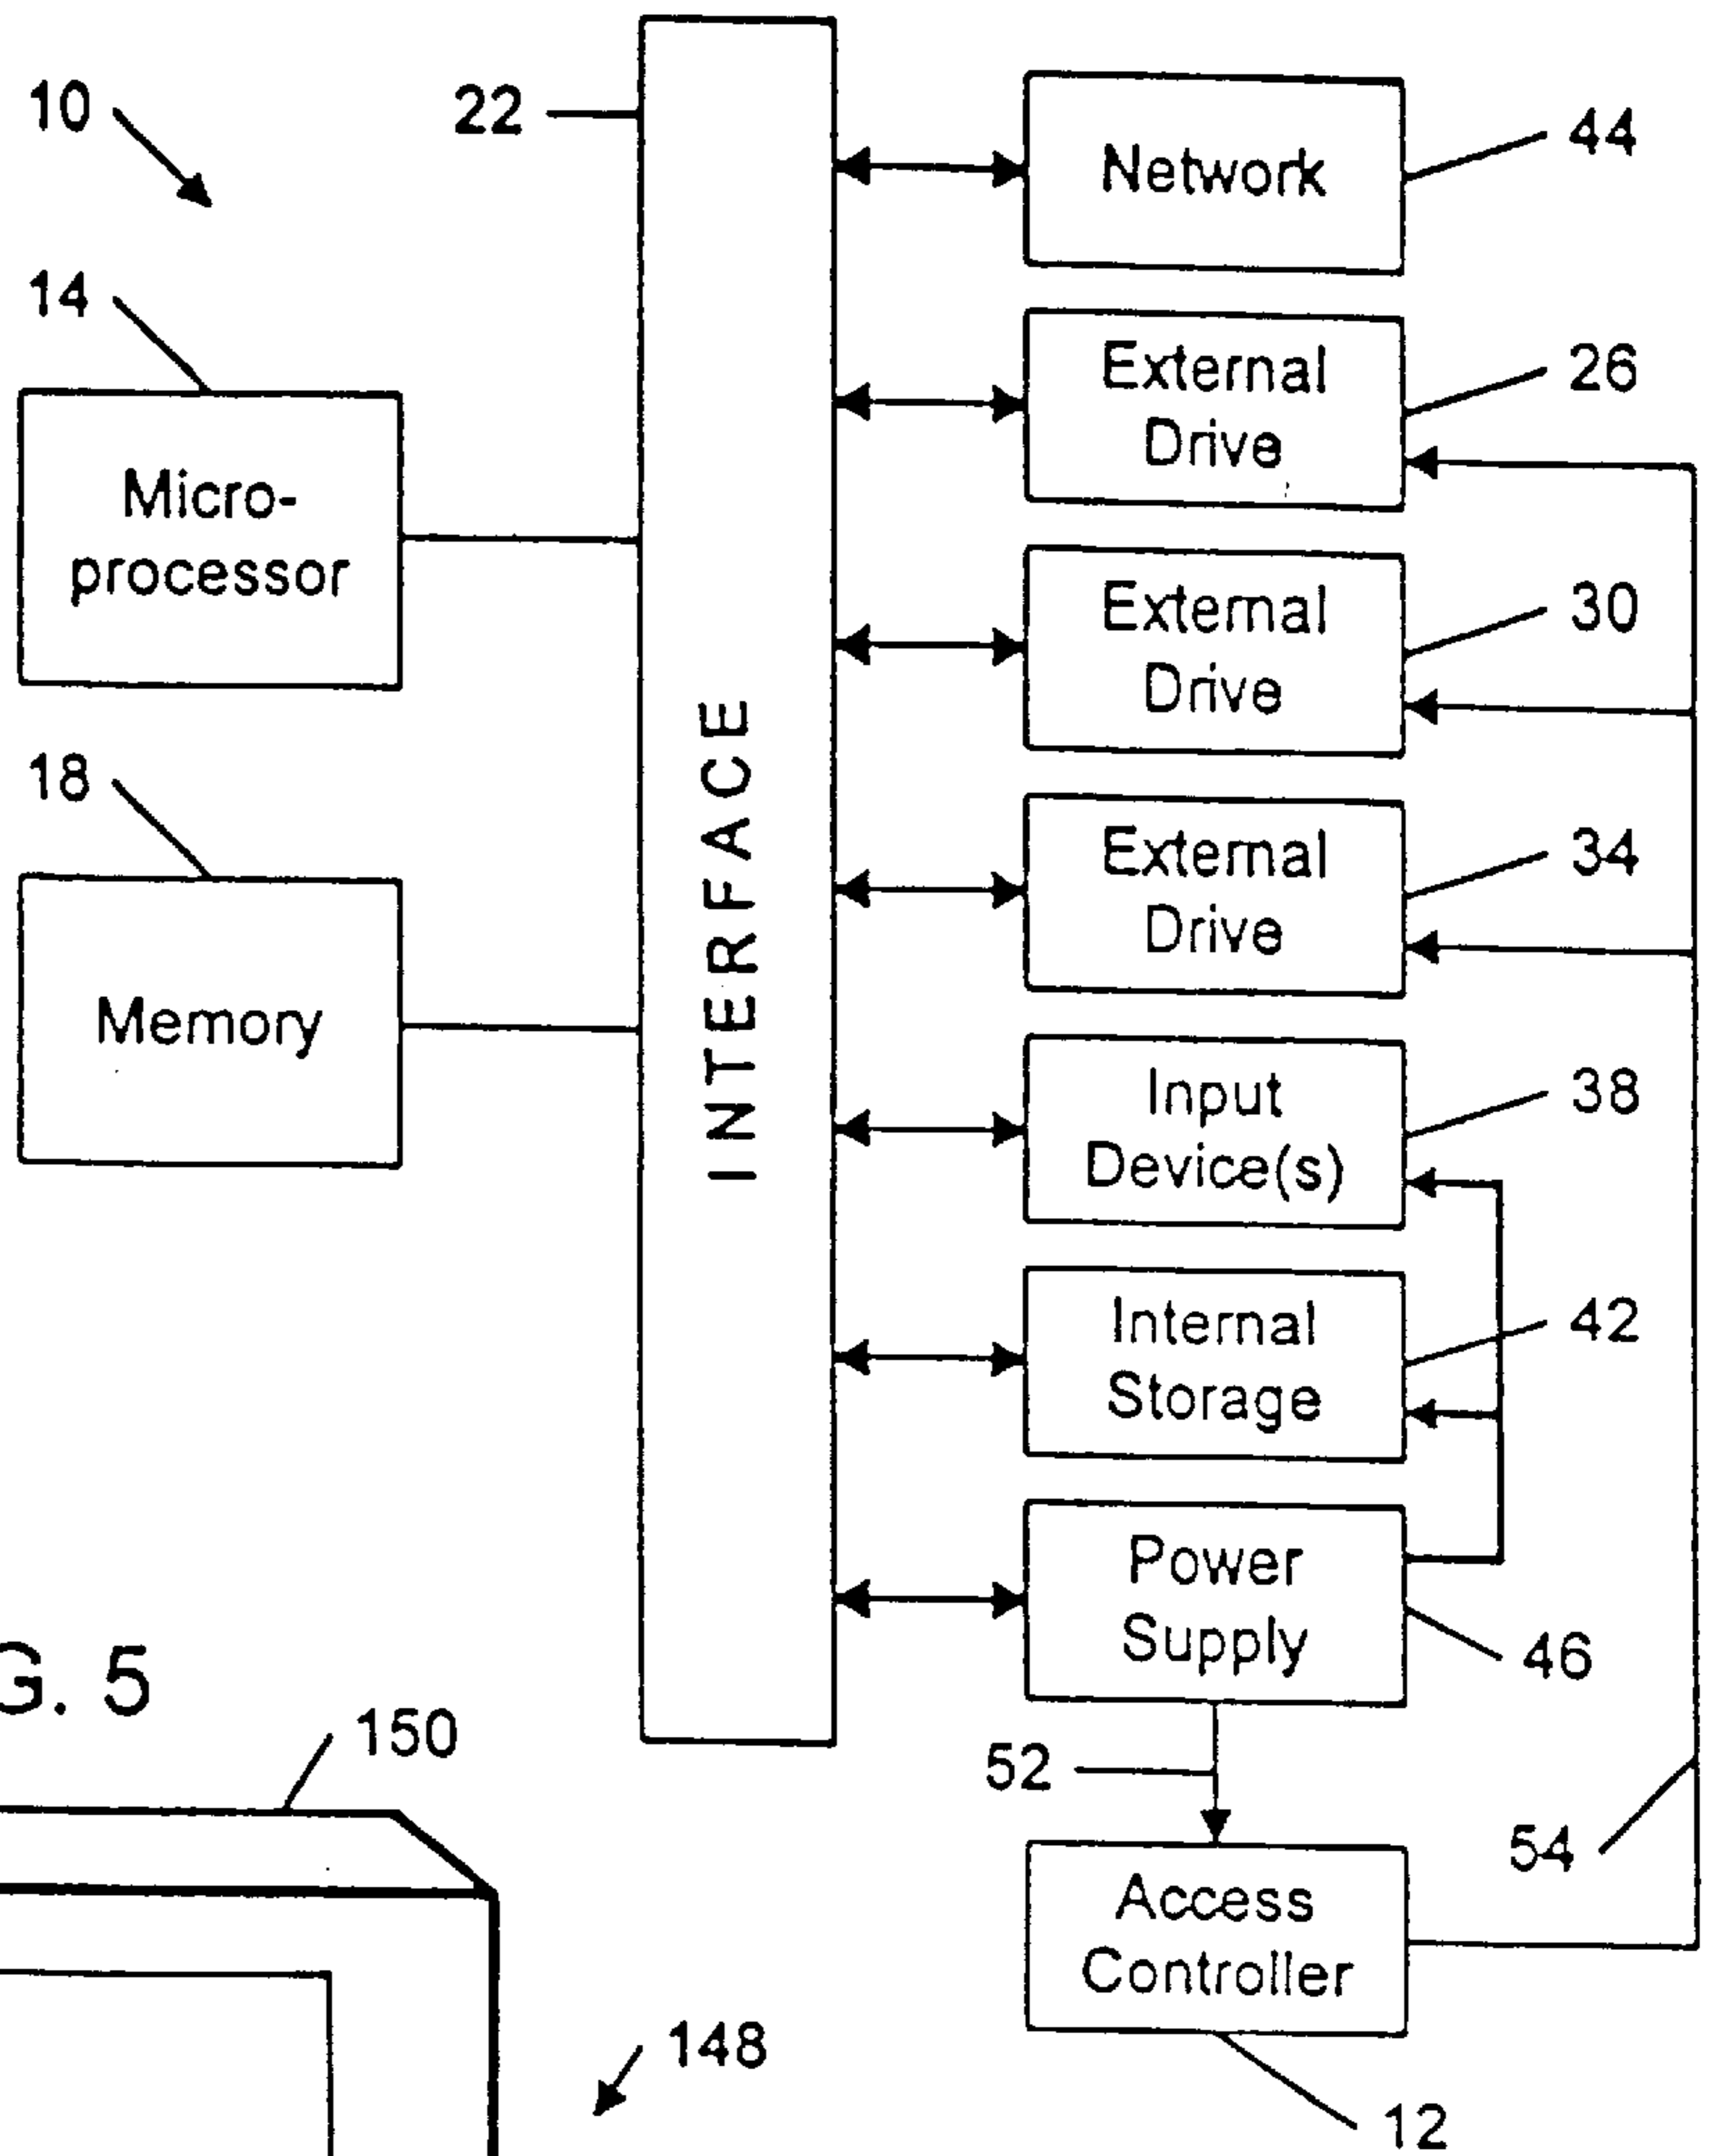 10
22
Network
44
14
External
Drive
26
Micro-
processor
External
Drive
30
18
External
Drive
34
Memory
INTERFACE
Input
Device(s)
38
Internal
Storage
42
Power
Supply
46
G. 5
150
52
54
Access
Controller
148
12